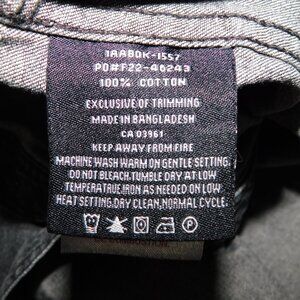 1AABDK-1557
PO#F22-46243
100% COTTON
EXCLUSIVE OF TRIMMING
MADE IN BANGLADESH
CA 03961
KEEP AWAY FROM FIRE
MACHINE WASH WARM ON GENTLE SETTING.
DO NOT BLEACH.TUMBLE DRY AT LOW
TEMPERATRUE.IRON AS NEEDED ON LOW
HEAT SETTING.DRY CLEAN,NORMAL CYCLE.